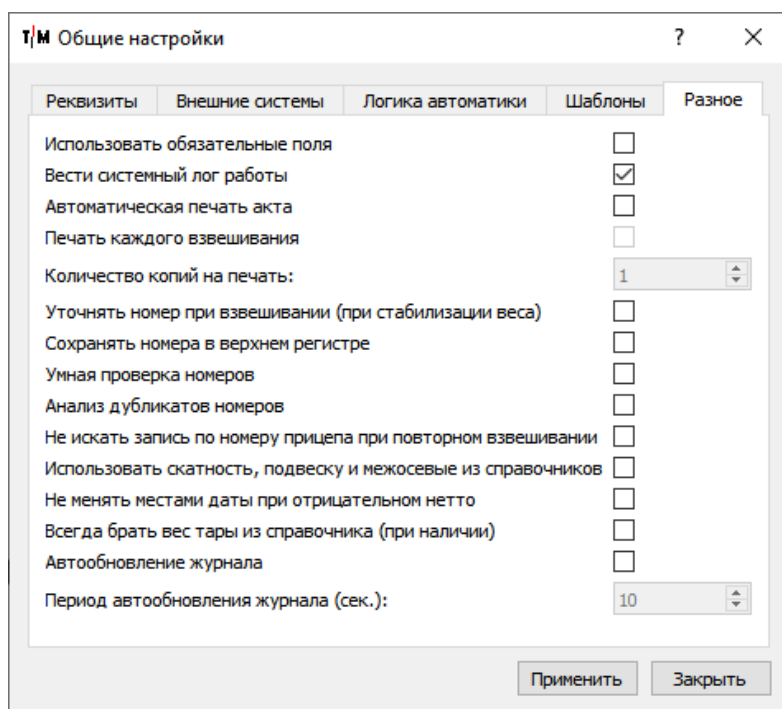 Т/М Общие настройки ?
Реквизиты Внешние системы Логика автоматики Шаблоны Разное
Использовать обязательные поля
Вести системный лог работы
Автоматическая печать акта
Печать каждого взвешивания
Количество копий на печать: 1
Уточнять номер при взвешивании (при стабилизации веса)
Сохранять номера в верхнем регистре
Умная проверка номеров
Анализ дубликатов номеров
Не искать запись по номеру прицепа при повторном взвешивании
Использовать скатность, подвеску и межосевые из справочников
Не менять местами даты при отрицательном нетто
Всегда брать вес тары из справочника (при наличии)
Автообновление журнала
Период автообновления журнала (сек.): 10
Применить Закрыть